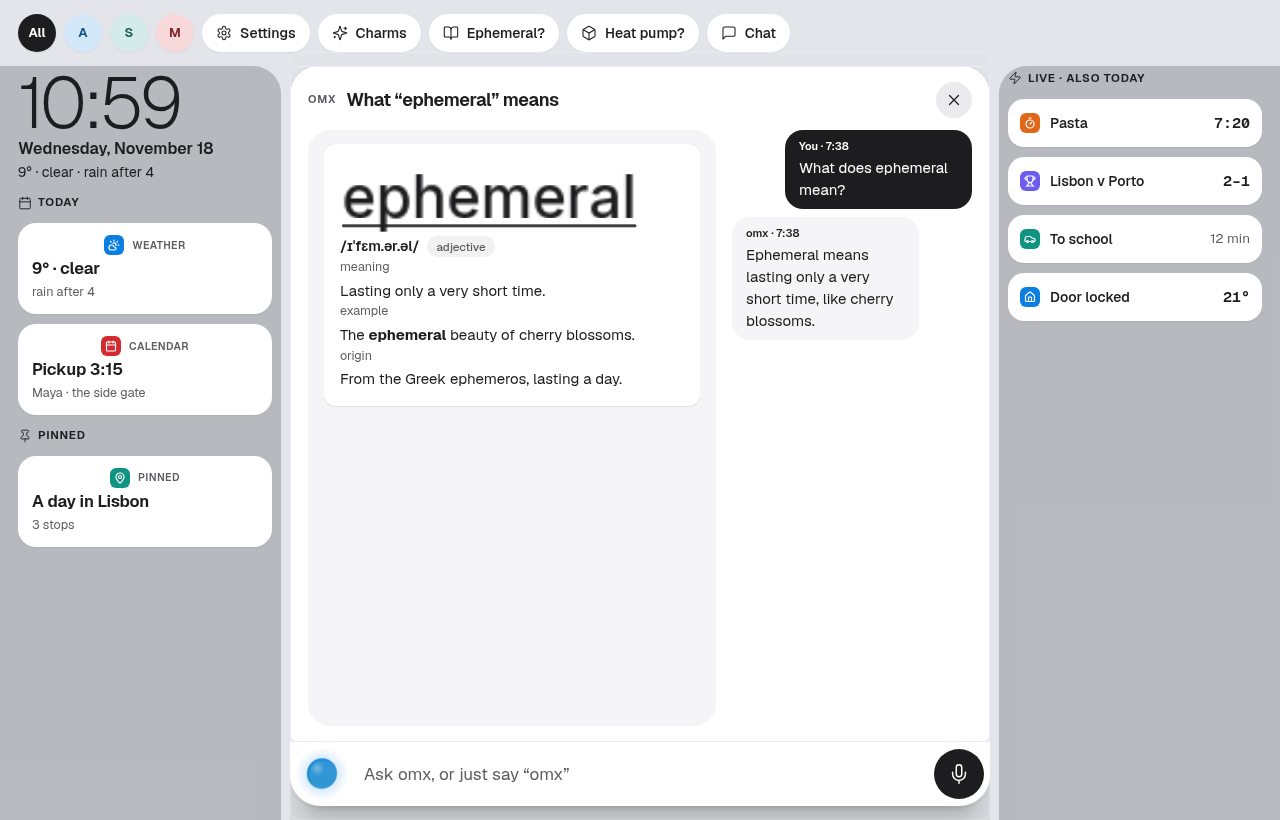 All
A
S
M
Settings
Charms
Ephemeral?
Heat pump?
Chat
10:59
Wednesday, November 18
9° · clear · rain after 4
TODAY
WEATHER
9° · clear
rain after 4
CALENDAR
Pickup 3:15
Maya · the side gate
PINNED
PINNED
A day in Lisbon
3 stops
OMX What “ephemeral” means
ephemeral
/ɪˈfɛm.ər.əl/ adjective
meaning
Lasting only a very short time.
example
The ephemeral beauty of cherry blossoms.
origin
From the Greek ephemeros, lasting a day.
You · 7:38
What does ephemeral
mean?
omx · 7:38
Ephemeral means
lasting only a very
short time, like cherry
blossoms.
Ask omx, or just say “omx”
LIVE · ALSO TODAY
Pasta 7:20
Lisbon v Porto 2–1
To school 12 min
Door locked 21°